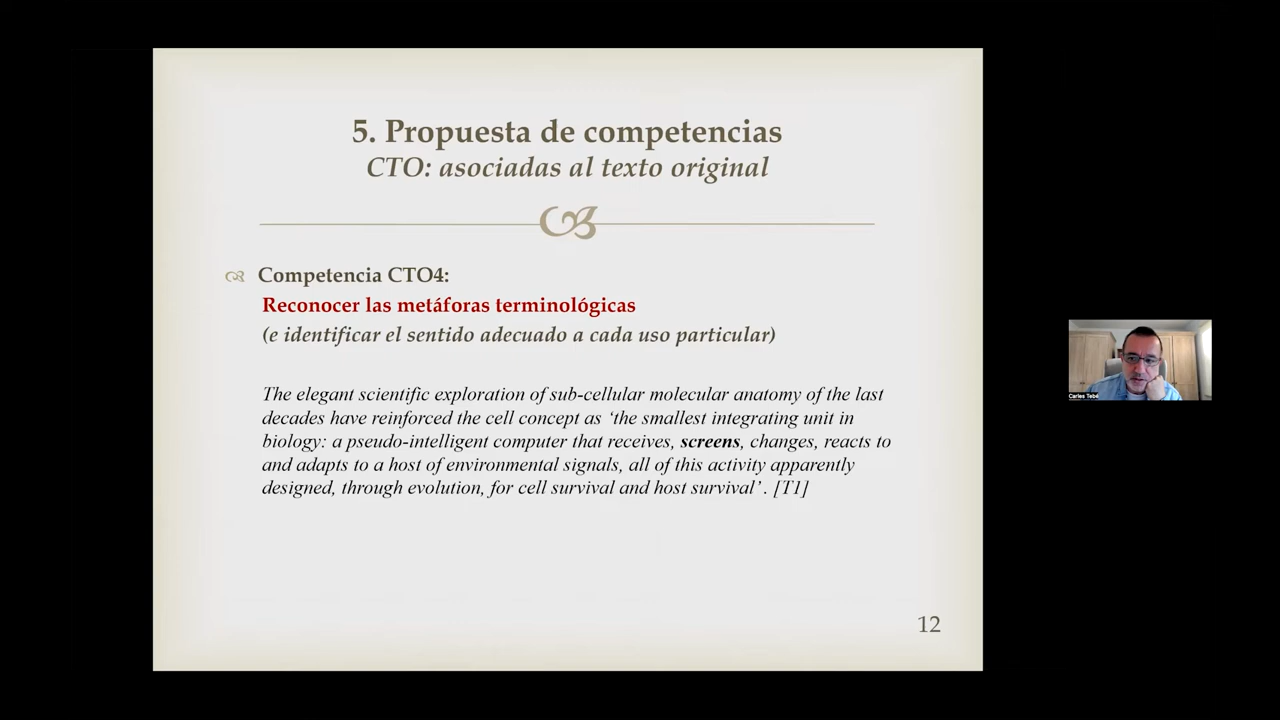 5. Propuesta de competencias
CTO: asociadas al texto original
Competencia CTO4:
Reconocer las metáforas terminológicas
(e identificar el sentido adecuado a cada uso particular)
The elegant scientific exploration of sub-cellular molecular anatomy of the last
decades have reinforced the cell concept as ‘the smallest integrating unit in
biology: a pseudo-intelligent computer that receives, screens, changes, reacts to
and adapts to a host of environmental signals, all of this activity apparently
designed, through evolution, for cell survival and host survival’ . [T1]
12
Carles Tebé